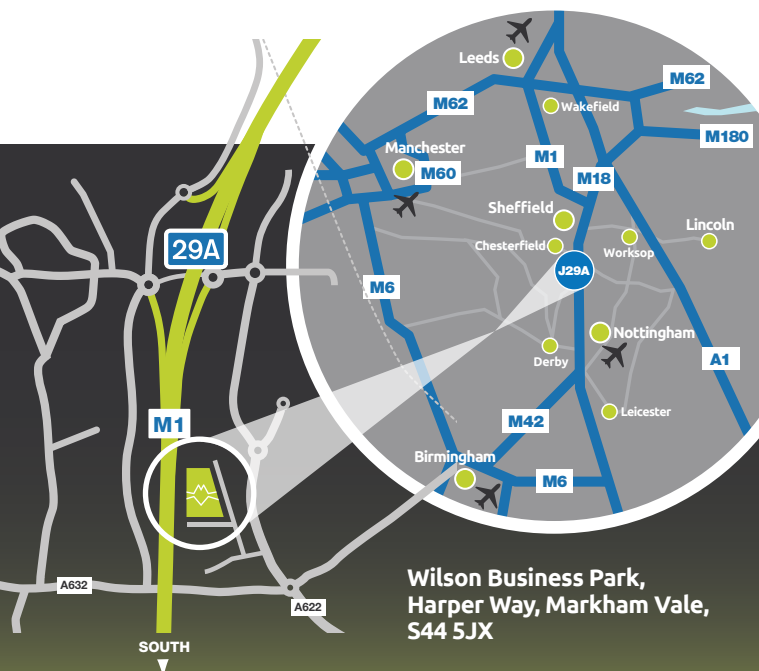 Leeds
M62
M62
Wakefield
M180
Manchester
M60
M1
M18
Sheffield
Lincoln
Chesterfield
Worksop
29A
J29A
M6
Nottingham
Derby
A1
M1
Leicester
M42
Birmingham
M6
A632
A622
Wilson Business Park,
Harper Way, Markham Vale,
S44 5JX
SOUTH